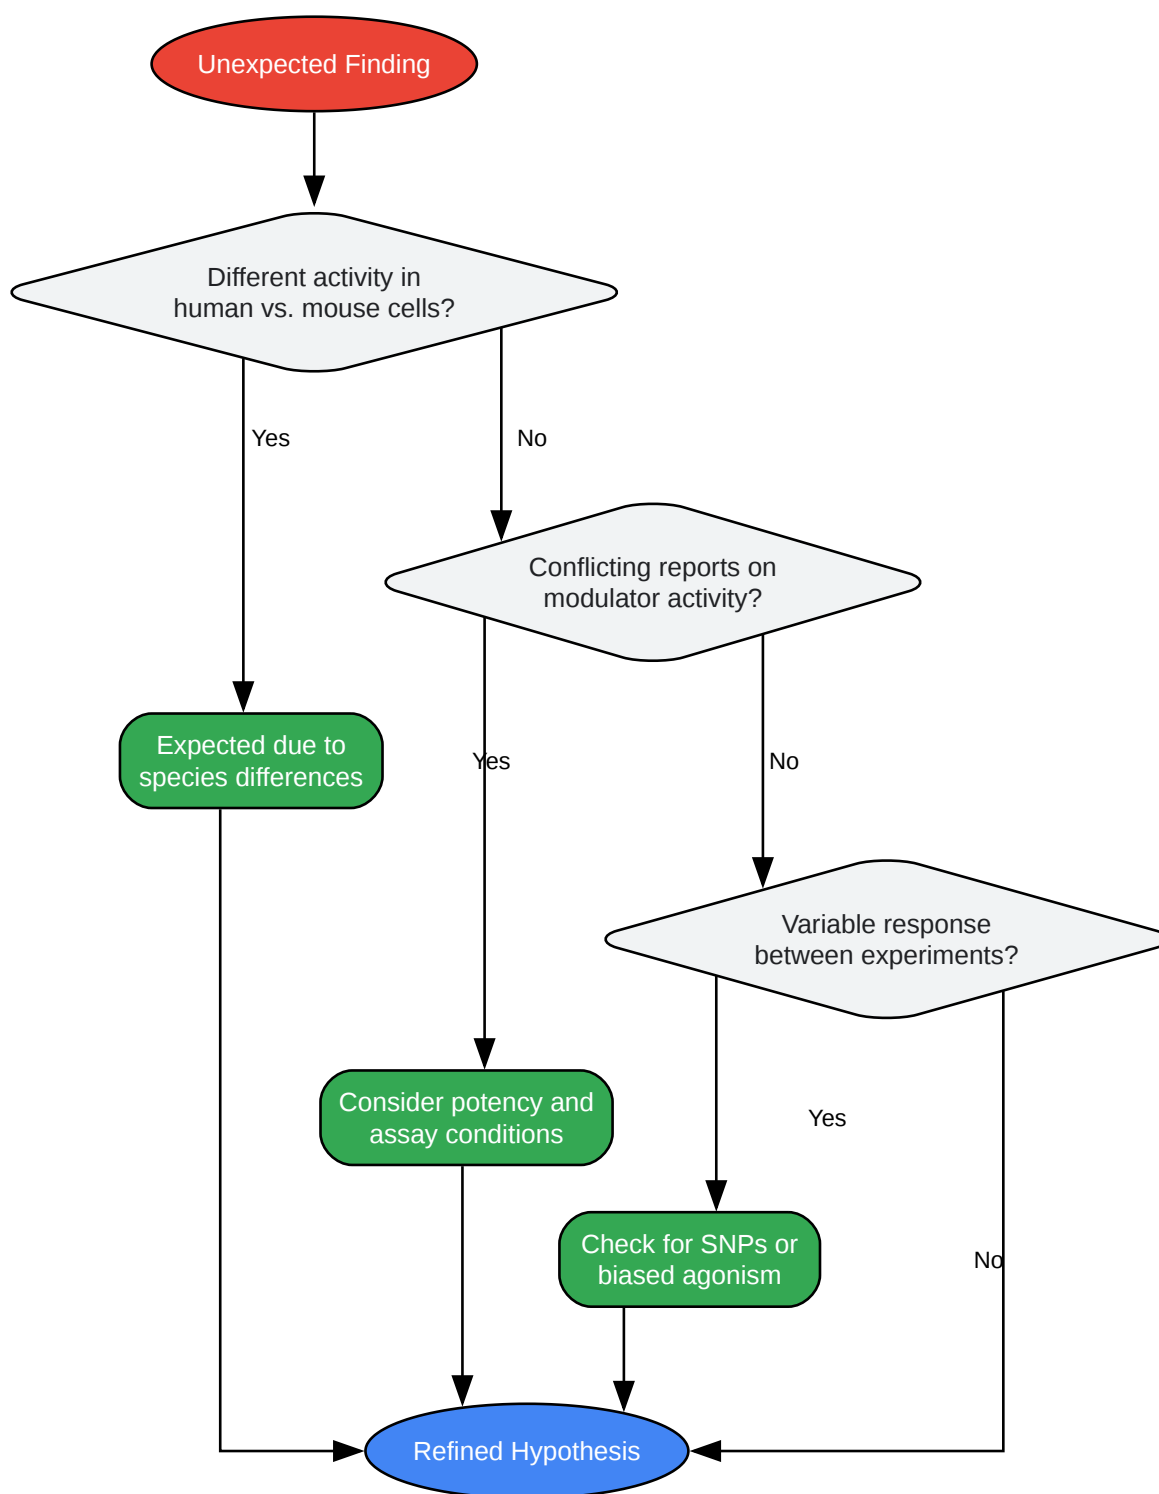 Unexpected Finding
Different activity in
human vs. mouse cells?
Yes
No
Conflicting reports on
modulator activity?
Expected due to
species differences
Yes
No
Variable response
between experiments?
Consider potency and
assay conditions
Yes
Check for SNPs or
biased agonism
No
Refined Hypothesis